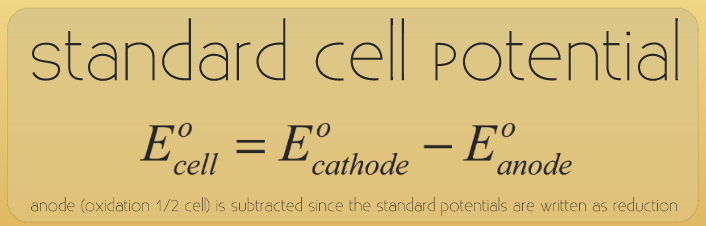 standard cell potential
E°cell = E°cathode – E°anode
anode (oxidation 1/2 cell) is subtracted since the standard potentials are written as reduction